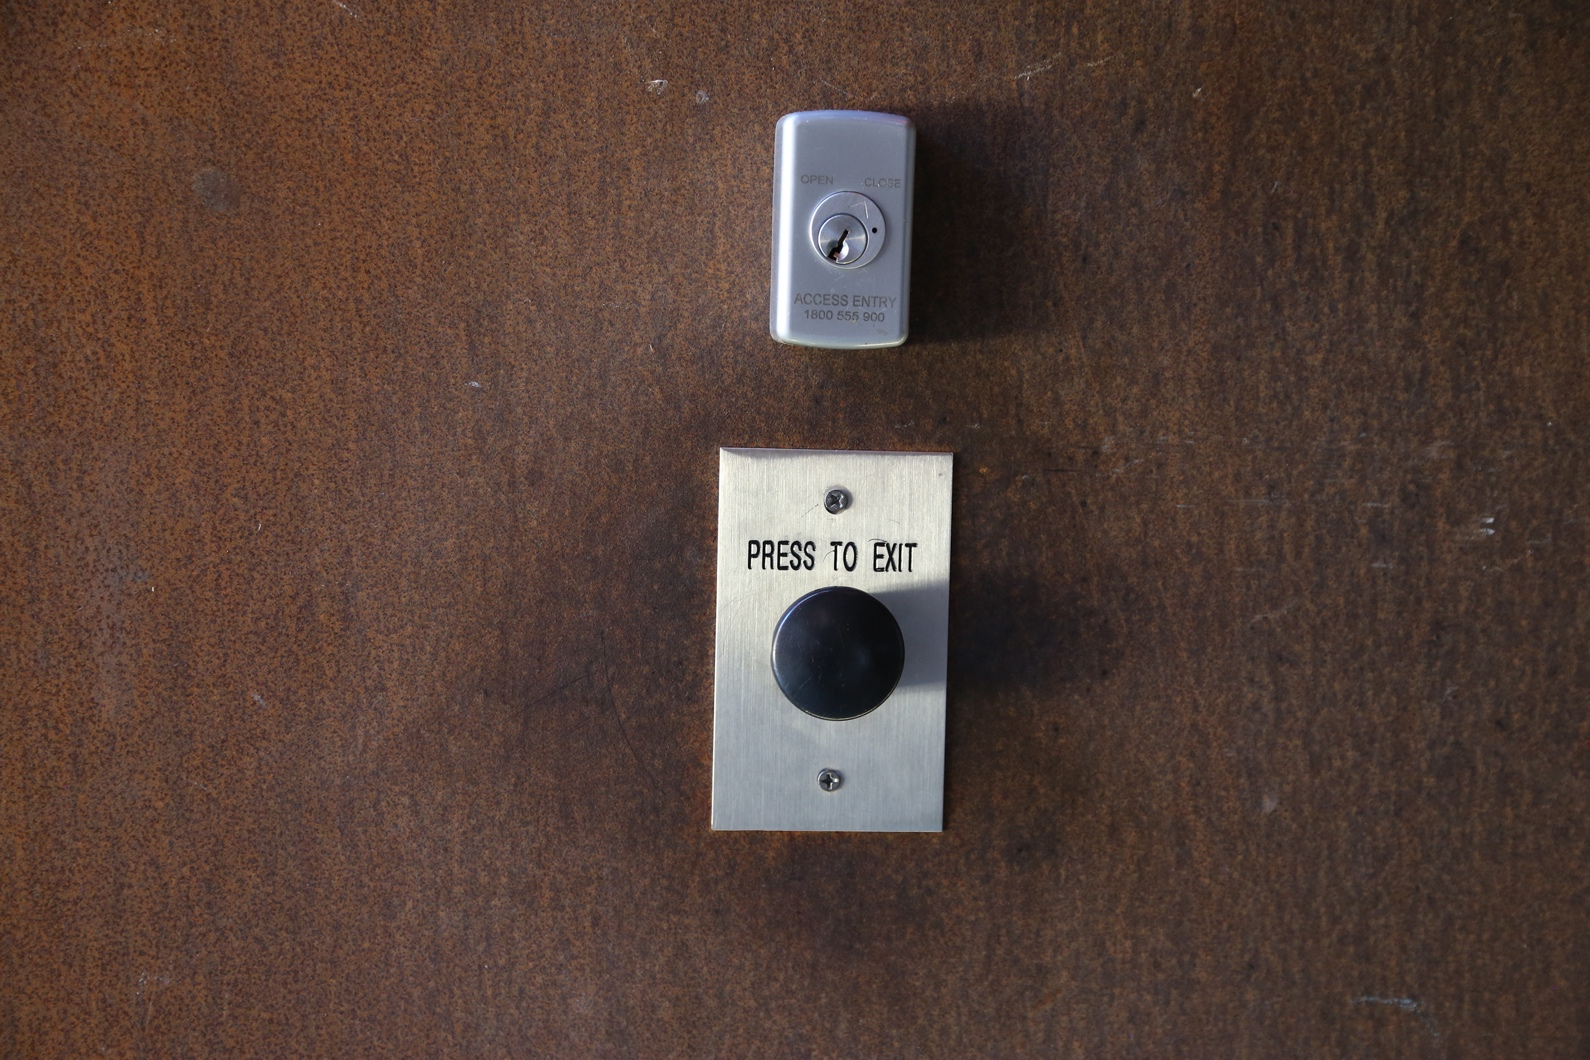 OPEN CLOSE
ACCESS ENTRY
1800 555 900
PRESS TO EXIT